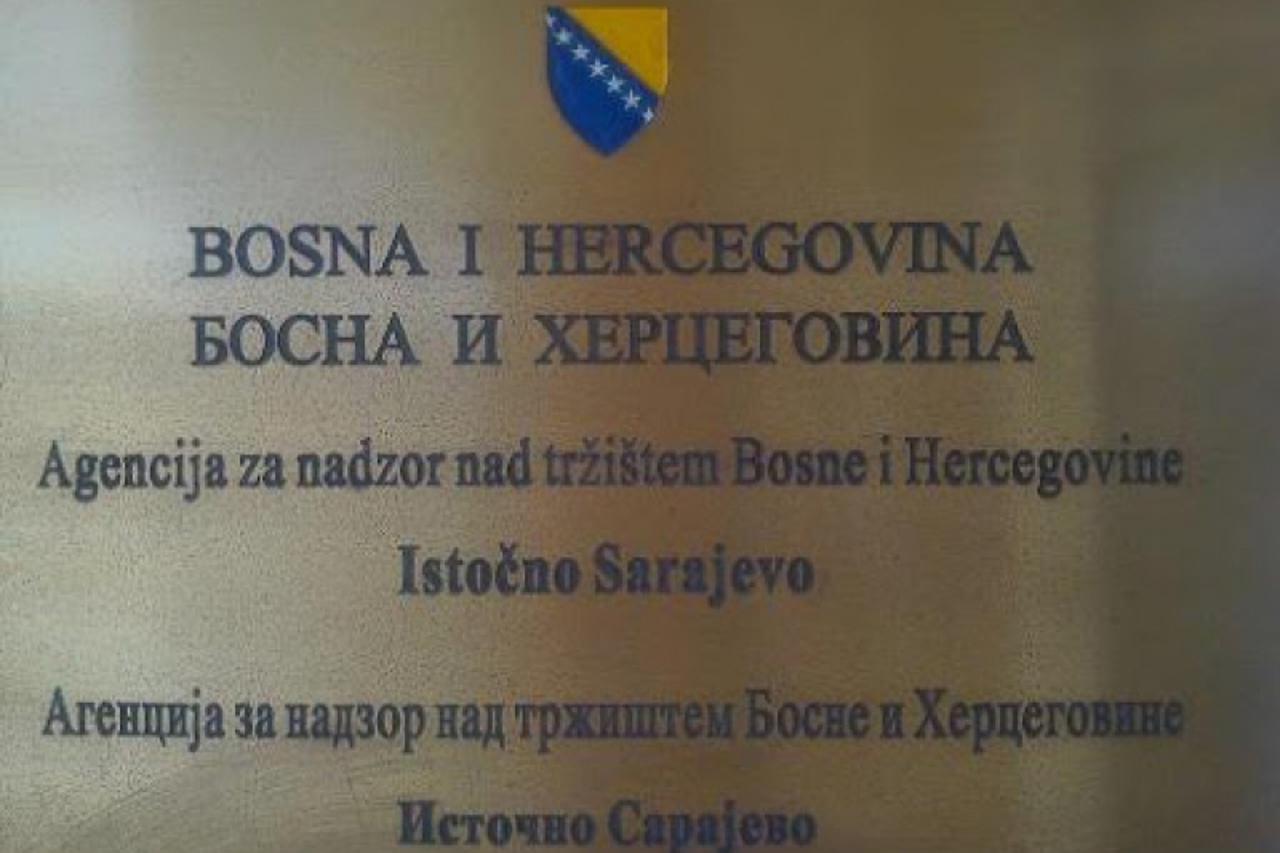 BOSNA I HERCEGOVINA
БОСНА И ХЕРЦЕГОВИНА
Agencija za nadzor nad tržištem Bosne i Hercegovine
Istočno Sarajevo
Агенција за надзор над тржиштем Босне и Херцеговине
Источно Сарајево